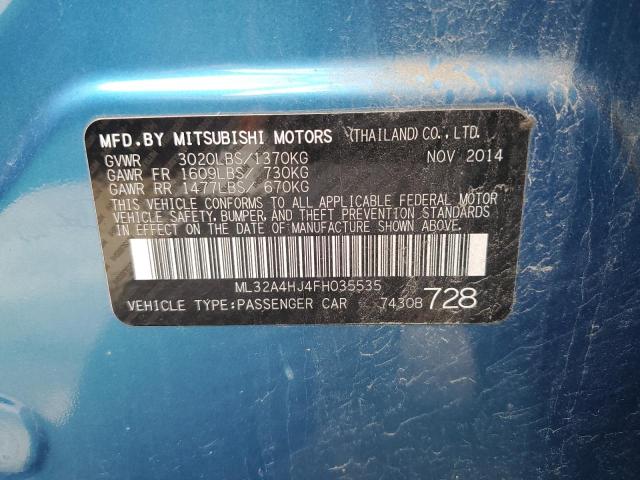 MFD.BY MITSUBISHI MOTORS (THAILAND)CO.,LTD.
GVWR 3020LBS/1370KG NOV 2014
GAWR FR 1609LBS/ 730KG
GAWR RR 1477LBS/ 670KG
THIS VEHICLE CONFORMS TO ALL APPLICABLE FEDERAL MOTOR
VEHICLE SAFETY, BUMPER, AND THEFT PREVENTION STANDARDS
IN EFFECT ON THE DATE OF MANUFACTURE SHOWN ABOVE.
ML32A4HJ4FH035535
VEHICLE TYPE:PASSENGER CAR 7430B 728